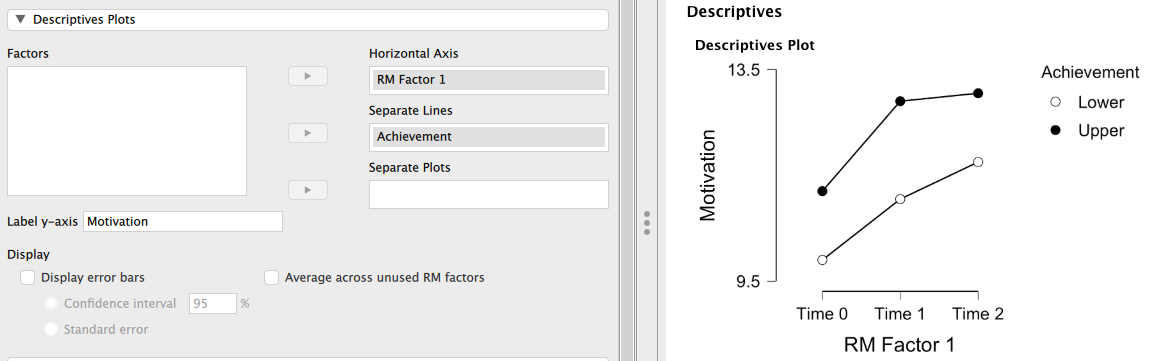 Descriptives Plots
Factors
Horizontal Axis
RM Factor 1
Separate Lines
Achievement
Separate Plots
Label y-axis Motivation
Display
Display error bars
Average across unused RM factors
Confidence interval 95 %
Standard error
Descriptives
Descriptives Plot
13.5
9.5
Motivation
Time 0 Time 1 Time 2
RM Factor 1
Achievement
Lower
Upper